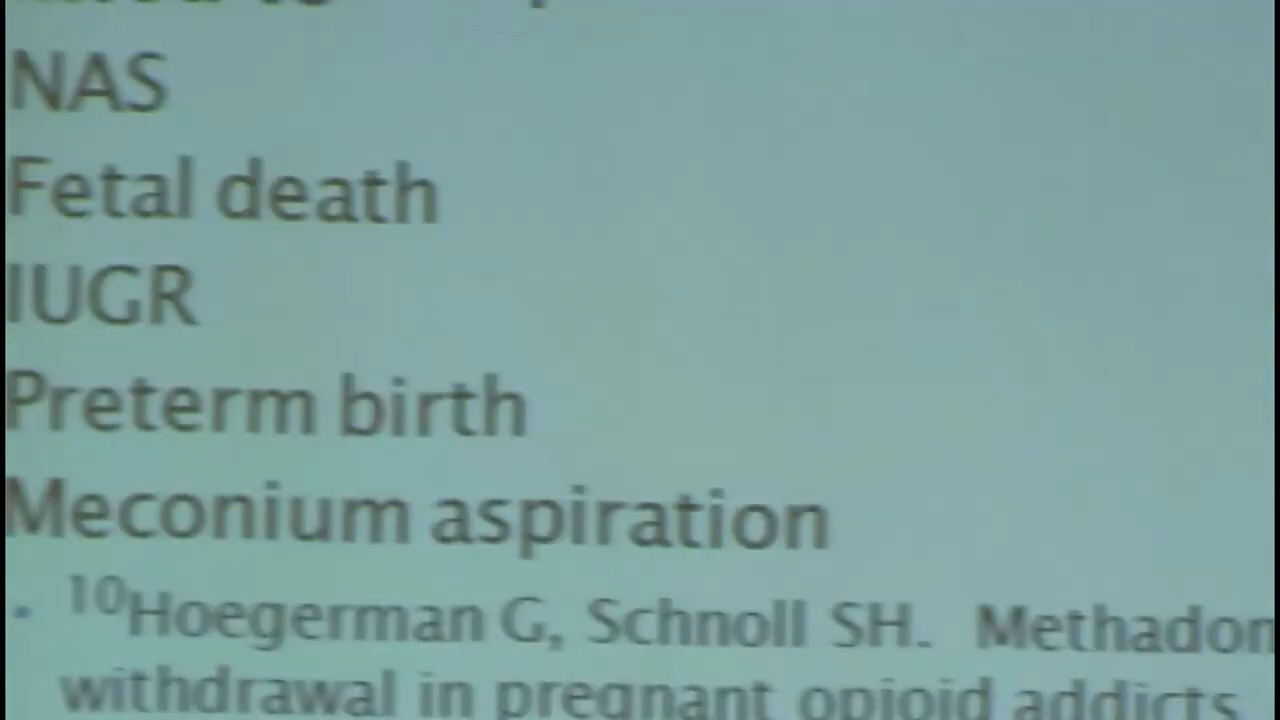 NAS
Fetal death
IUGR
Preterm birth
Meconium aspiration
• ¹⁰Hoegerman G, Schnoll SH. Methadon
withdrawal in pregnant opioid addicts.